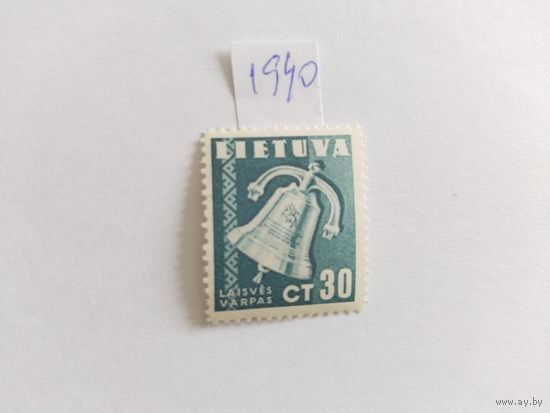 1940
LIETUVA
LAISVĖS
VARPAS
CT 30
www.ay.by